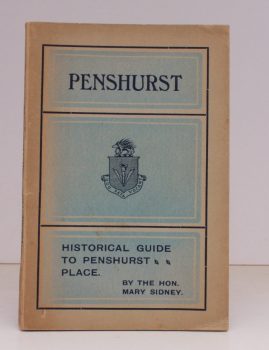 PENSHURST
HISTORICAL GUIDE
TO PENSHURST
PLACE.
BY THE HON.
MARY SIDNEY.